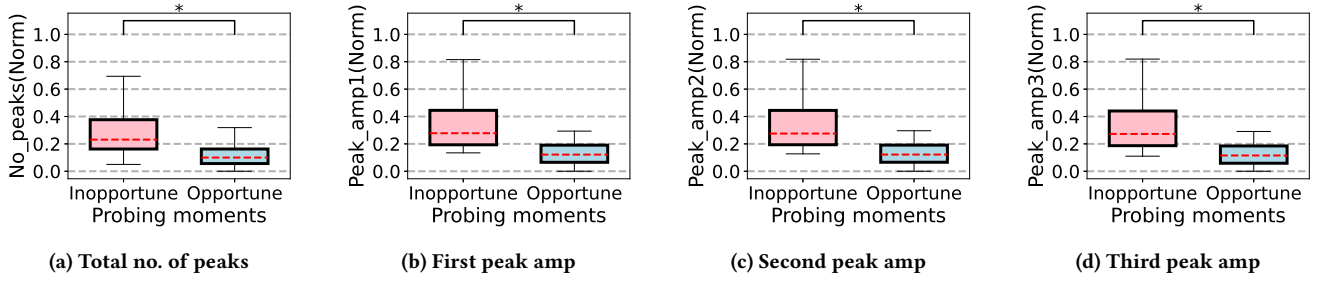 *
No_peaks(Norm)
1.0
0.8
0.6
0.4
0.2
0.0
Inopportune Opportune
Probing moments
(a) Total no. of peaks
*
Peak_amp1(Norm)
1.0
0.8
0.6
0.4
0.2
0.0
Inopportune Opportune
Probing moments
(b) First peak amp
*
Peak_amp2(Norm)
1.0
0.8
0.6
0.4
0.2
0.0
Inopportune Opportune
Probing moments
(c) Second peak amp
*
Peak_amp3(Norm)
1.0
0.8
0.6
0.4
0.2
0.0
Inopportune Opportune
Probing moments
(d) Third peak amp